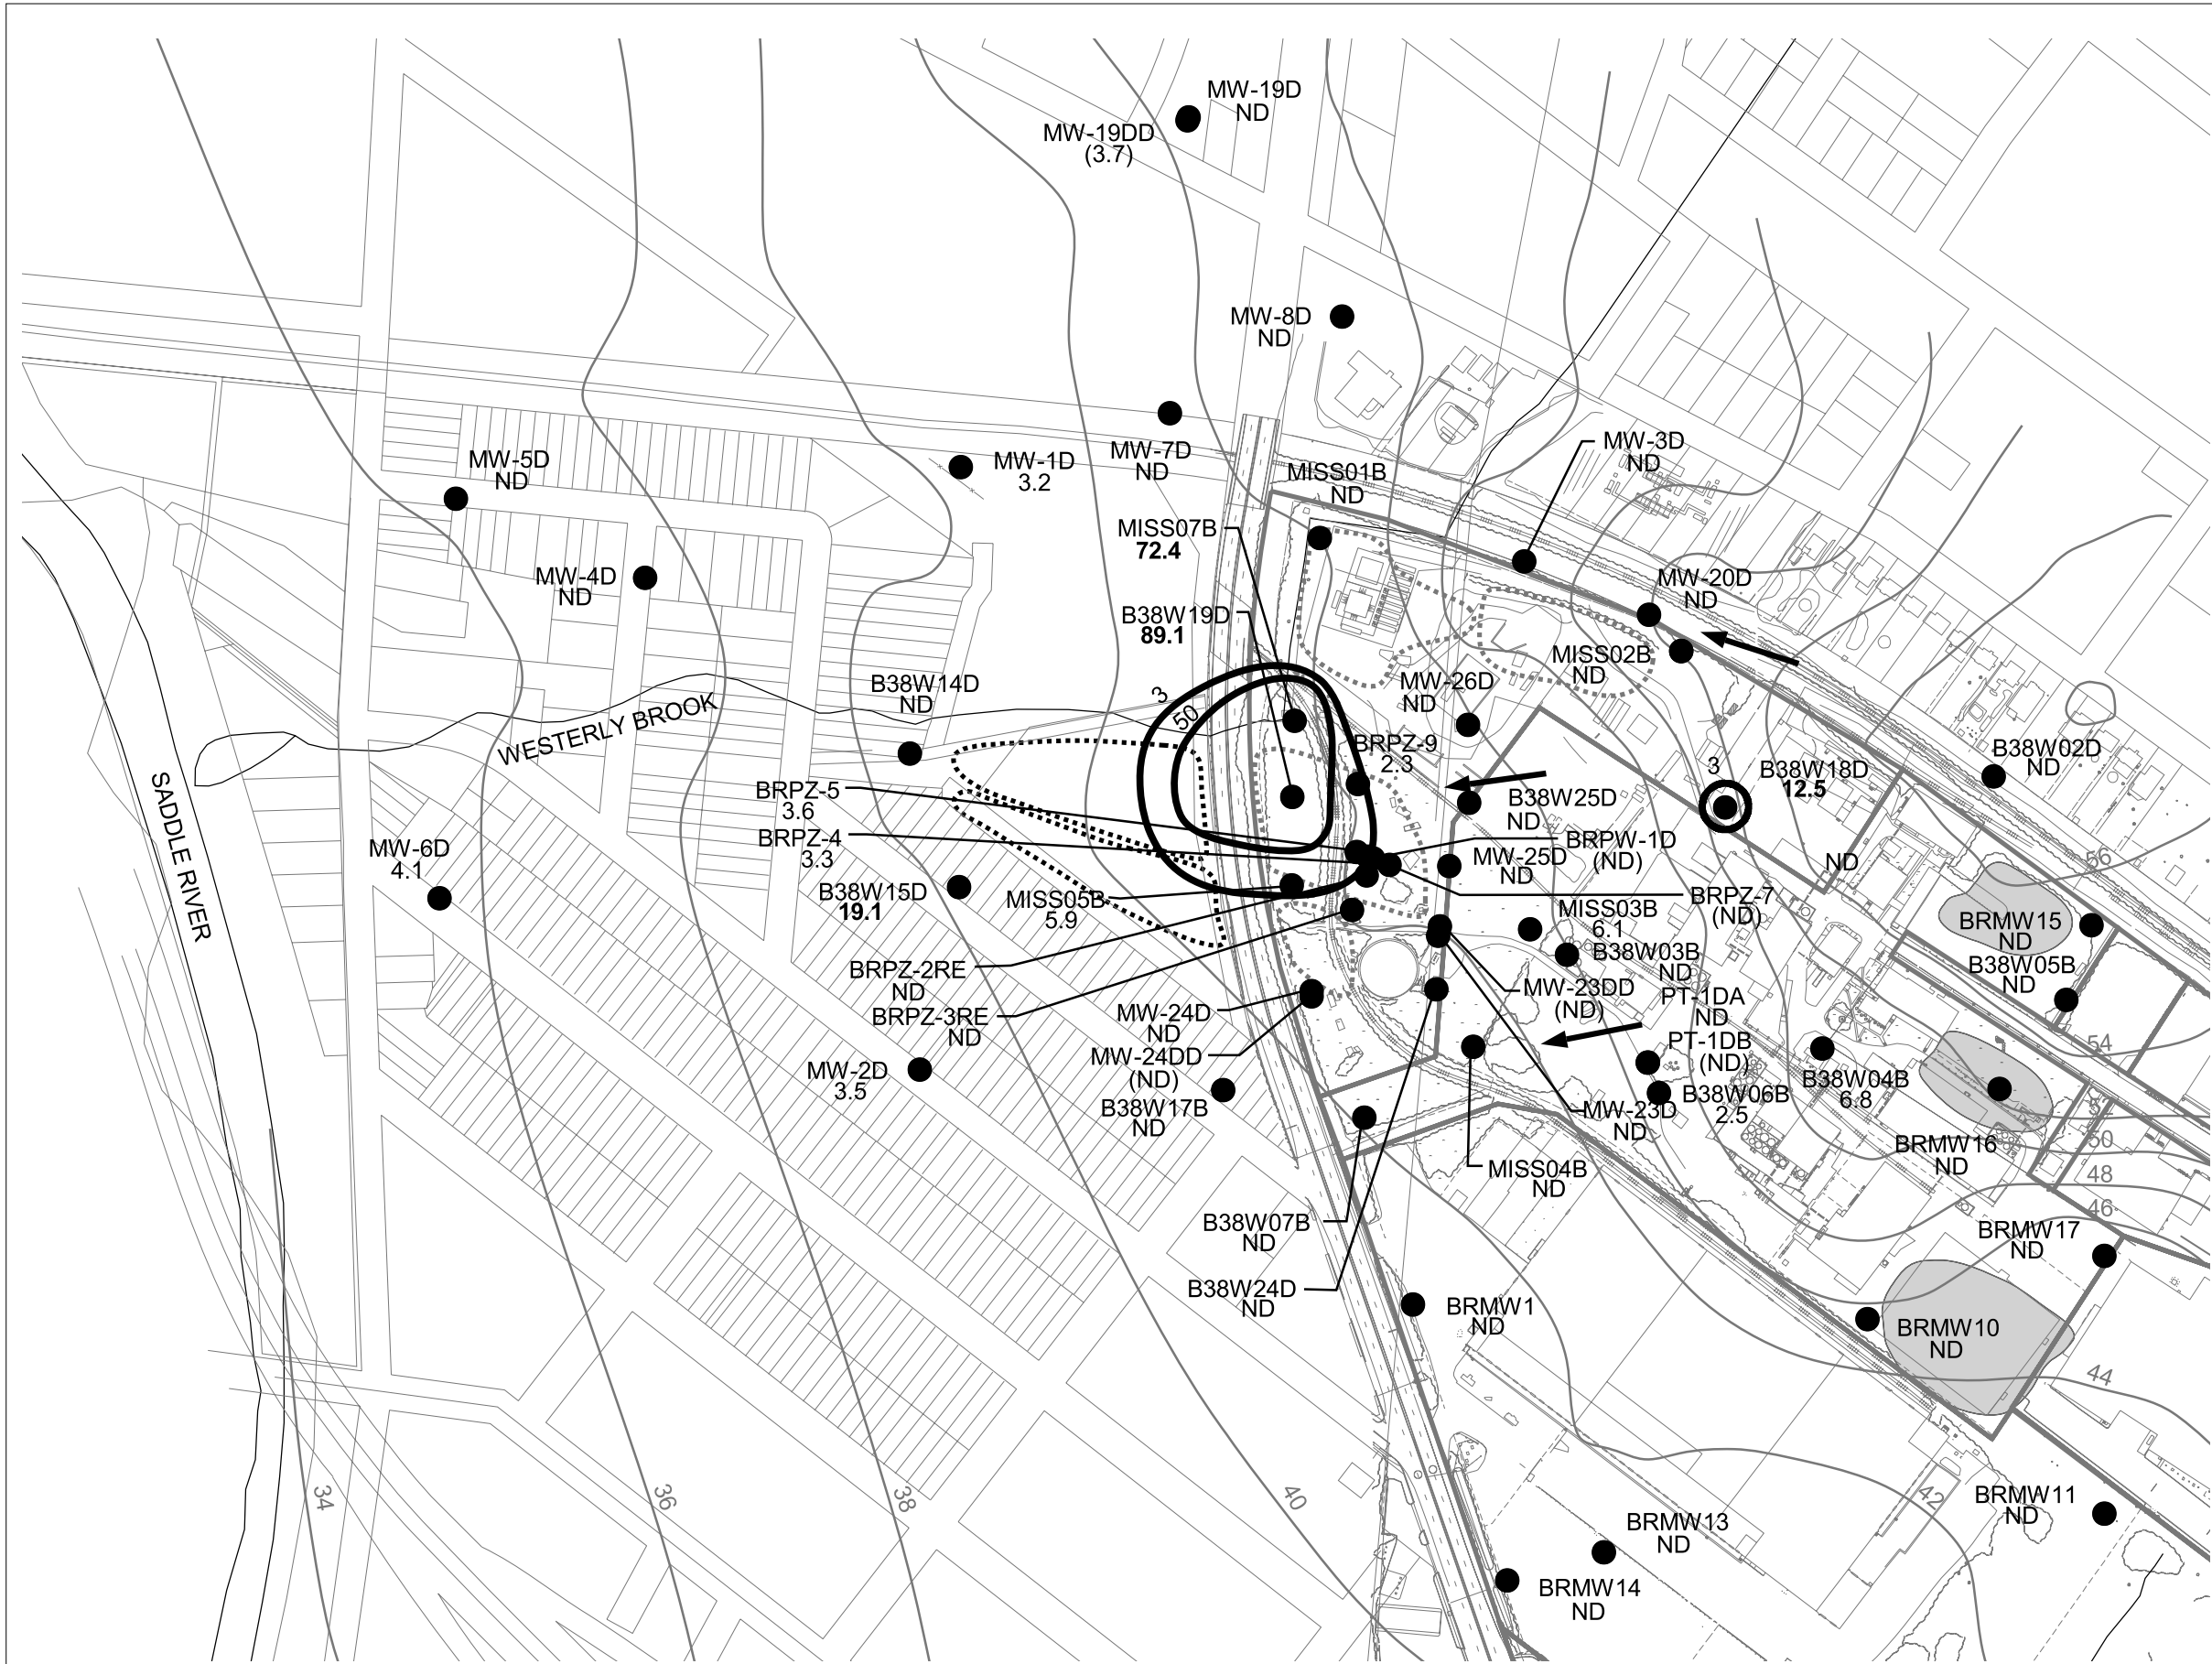 MW-19D
ND
MW-19DD
(3.7)
MW-8D
ND
MW-3D
ND
MW-5D
ND
MW-1D
3.2
MW-7D
ND
MISS01B
ND
MISS07B
72.4
MW-4D
ND
MW-20D
ND
B38W19D
89.1
MISS02B
ND
MW-26D
ND
B38W14D
ND
3
50
WESTERLY BROOK
SADDLE RIVER
BRPZ-9
2.3
3
B38W18D
12.5
B38W02D
ND
BRPZ-5
3.6
B38W25D
ND
BRPZ-4
3.3
BRPW-1D
(ND)
MW-6D
4.1
MW-25D
ND
ND
56
B38W15D
19.1
MISS05B
5.9
BRPZ-7
(ND)
MISS03B
6.1
BRMW15
ND
B38W03B
ND
B38W05B
ND
BRPZ-2RE
ND
MW-23DD
(ND)
PT-1DA
ND
BRPZ-3RE
ND
MW-24D
ND
PT-1DB
(ND)
54
MW-24DD
(ND)
MW-2D
3.5
B38W04B
6.8
B38W06B
2.5
B38W17B
ND
MW-23D
ND
52
50
BRMW16
ND
MISS04B
ND
48
46
B38W07B
ND
BRMW17
ND
B38W24D
ND
BRMW1
ND
BRMW10
ND
44
34
36
38
40
42
BRMW11
ND
BRMW13
ND
BRMW14
ND